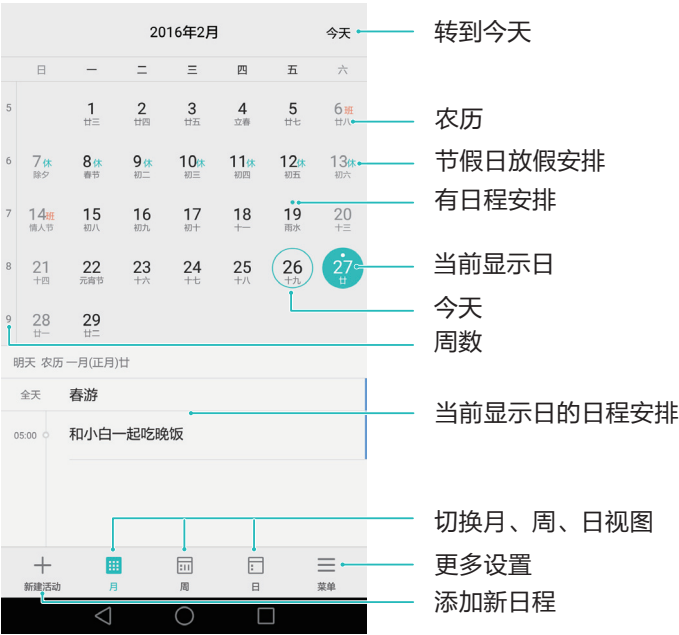 2016年2月 今天
转到今天
日 一 二 三 四 五 六
5 1 2 3 4 5 6班
廿三 廿四 廿五 立春 廿七 廿八
农历
6 7休 8休 9休 10休 11休 12休 13休
除夕 春节 初二 初三 初四 初五 初六
节假日放假安排
有日程安排
7 14班 15 16 17 18 19 20
情人节 初八 初九 初十 十一 雨水 十三
当前显示日
8 21 22 23 24 25 26 27
十四 元宵节 十六 十七 十八 十九 廿
今天
9 28 29
廿一 廿二
周数
明天 农历 一月(正月)廿
全天 春游
当前显示日的日程安排
05:00 和小白一起吃晚饭
切换月、周、日视图
更多设置
新建活动 月 周 日 菜单
添加新日程